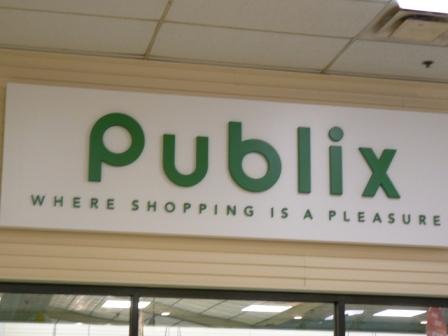 Publix
WHERE SHOPPING IS A PLEASURE